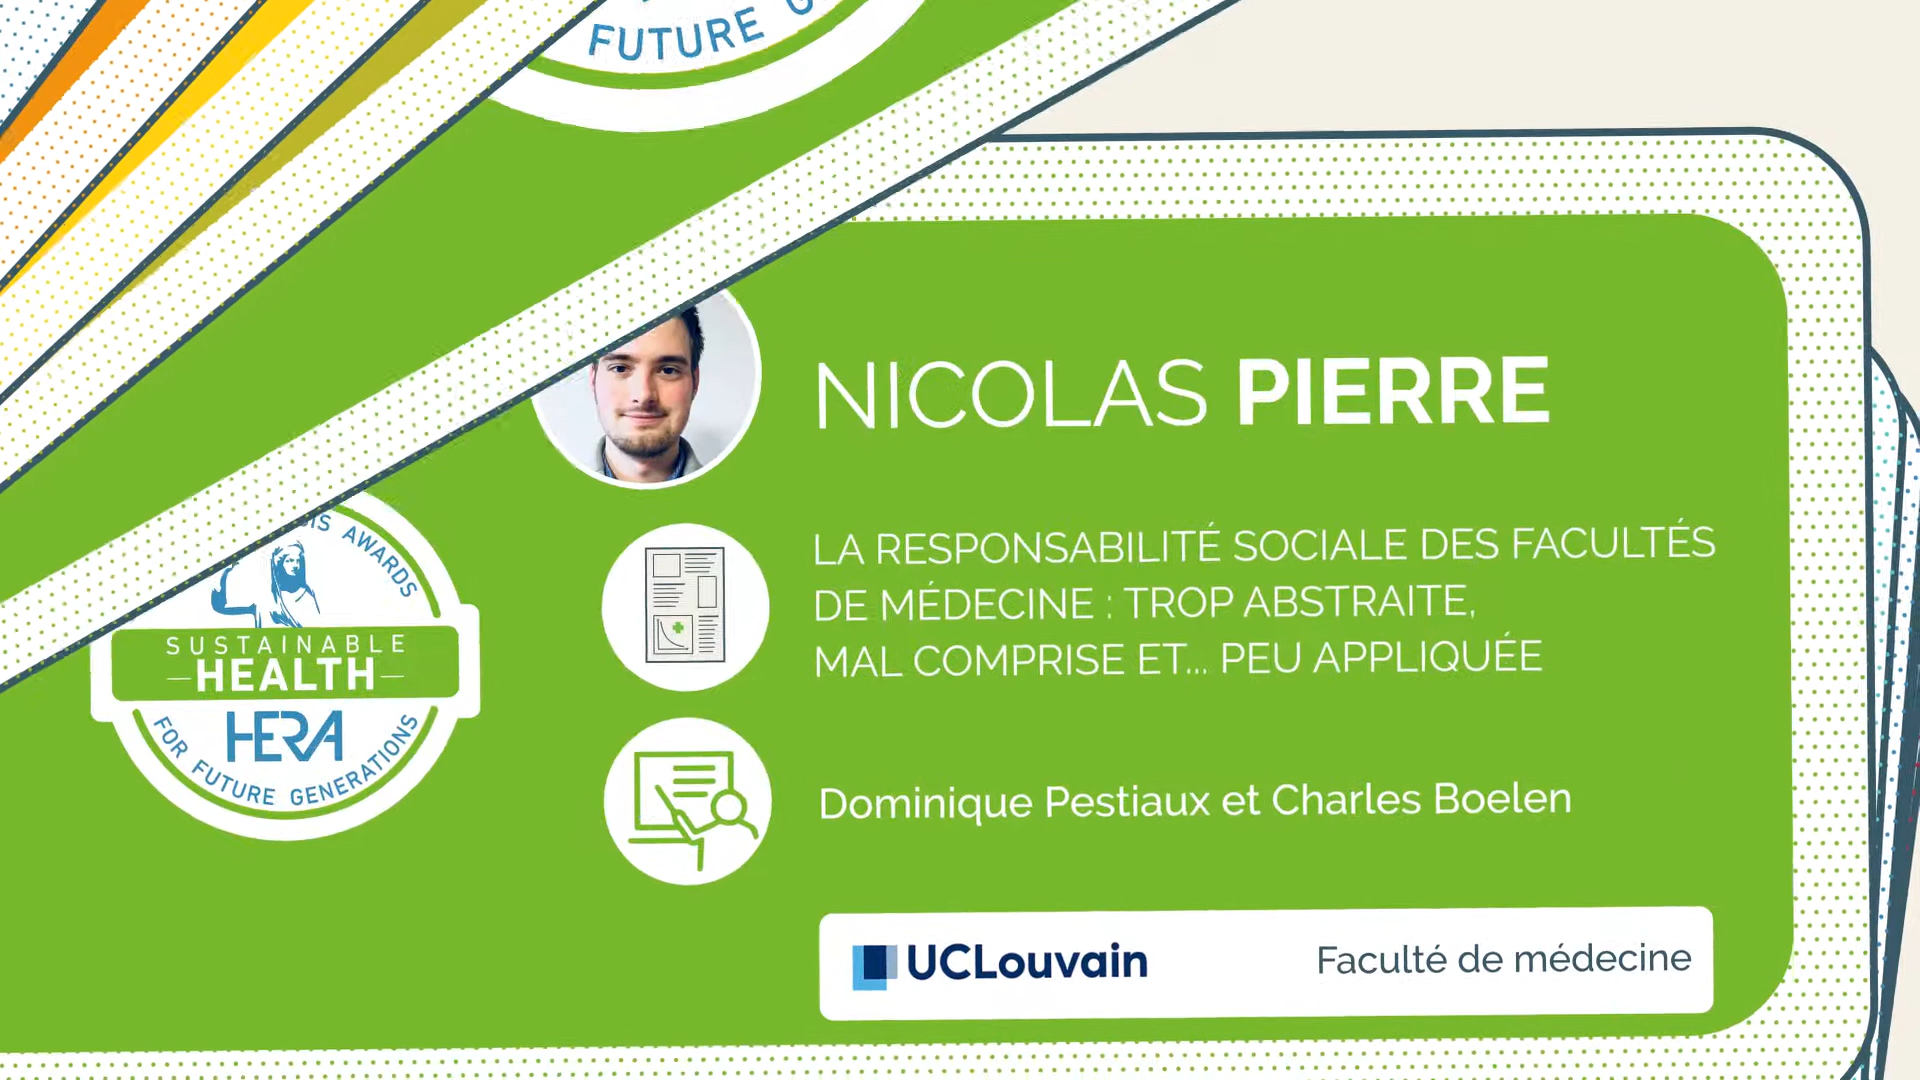 FUTURE
NICOLAS PIERRE
LA RESPONSABILITÉ SOCIALE DES FACULTÉS
DE MÉDECINE : TROP ABSTRAITE,
MAL COMPRISE ET... PEU APPLIQUÉE
AWARDS
SUSTAINABLE
HEALTH
HERA
FOR FUTURE GENERATIONS
Dominique Pestiaux et Charles Boelen
UCLouvain
Faculté de médecine